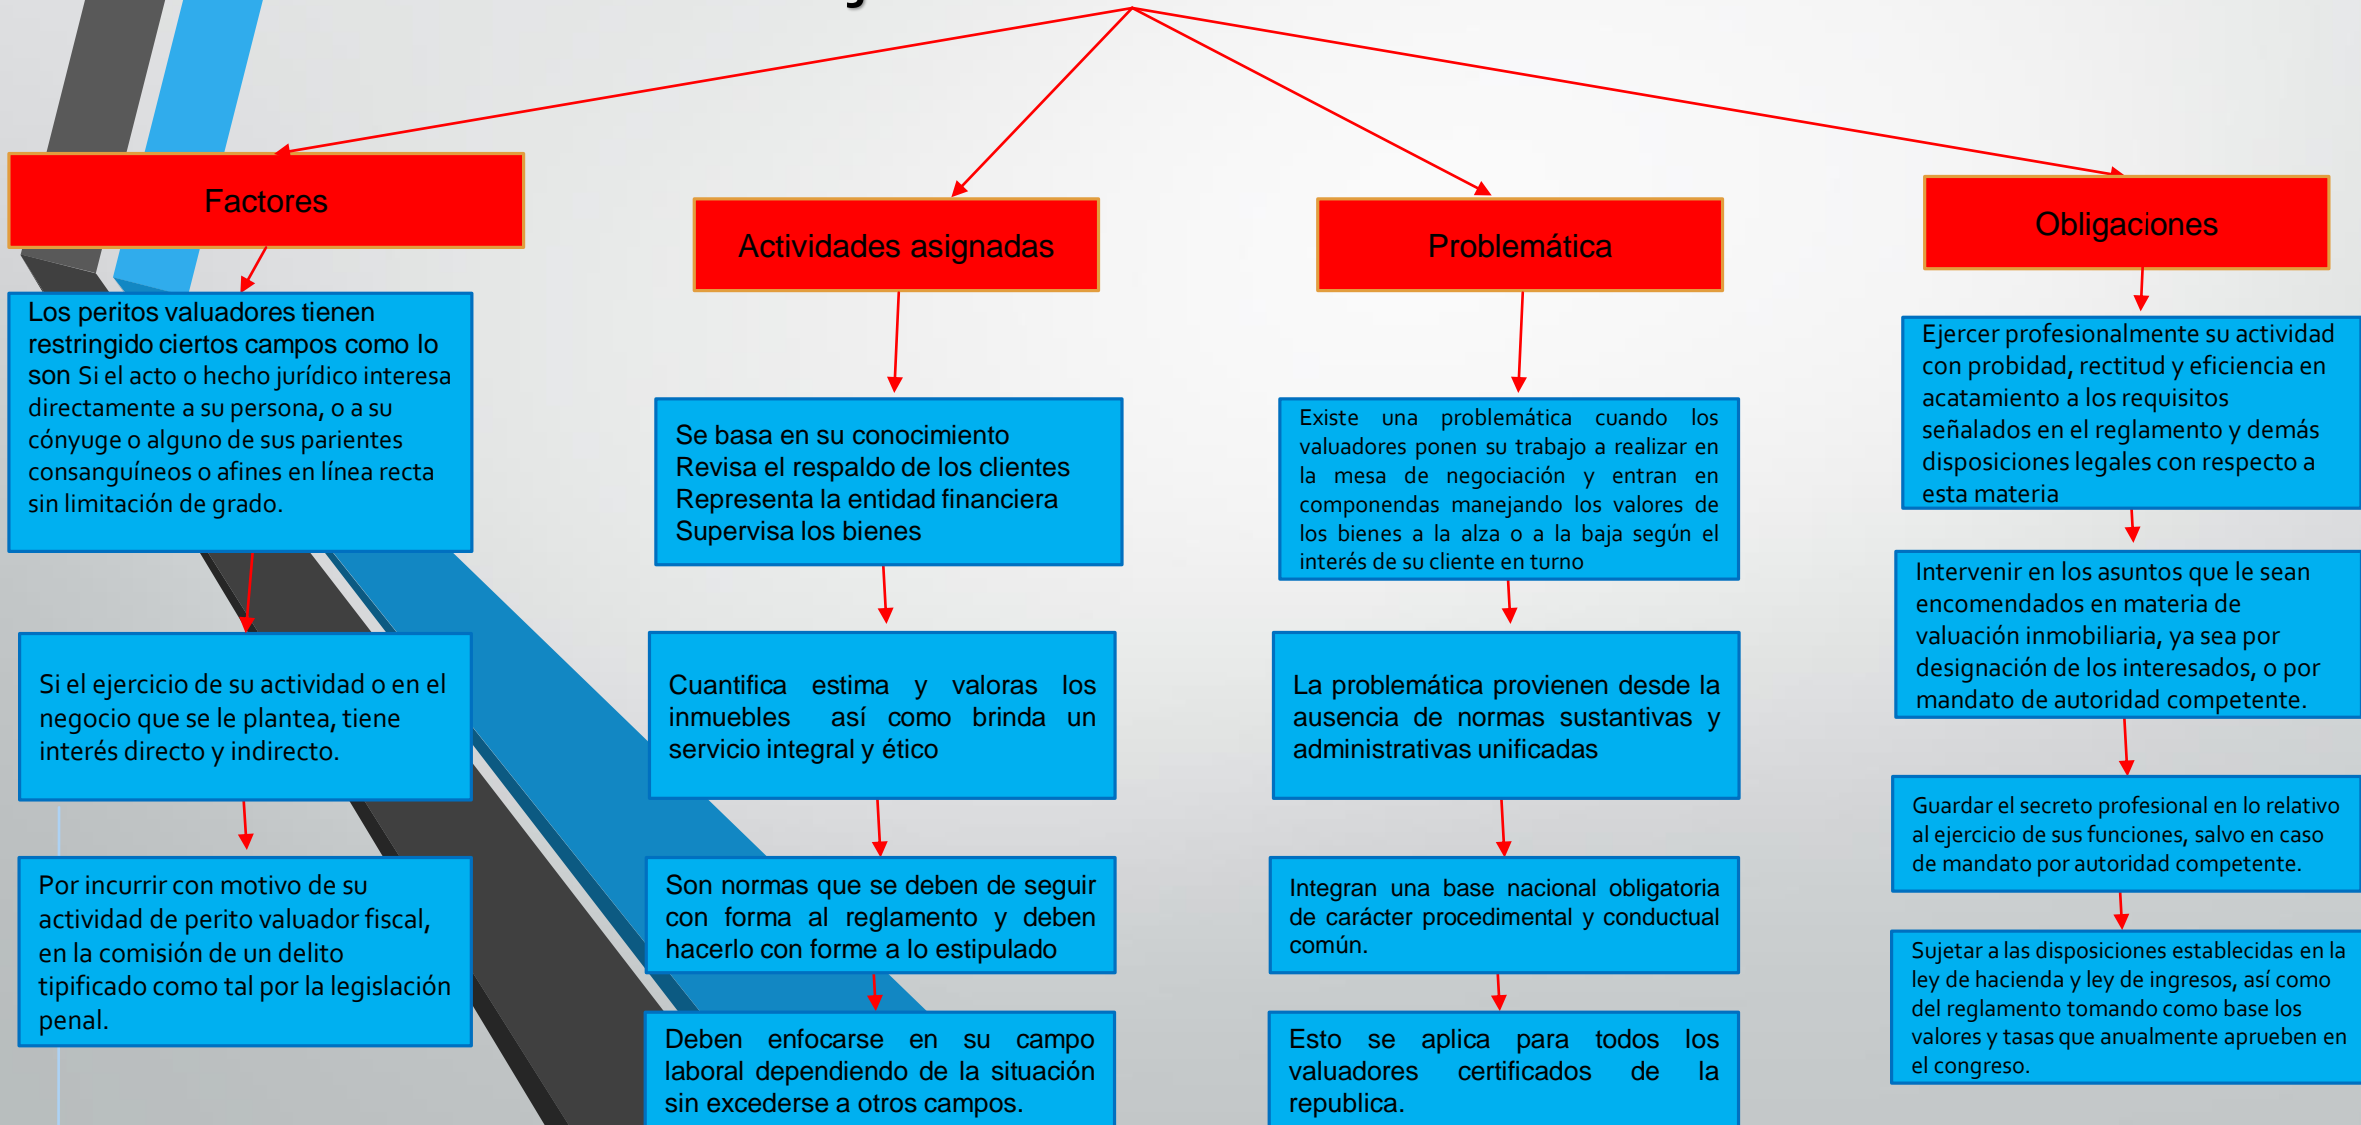 Factores
Los peritos valuadores tienen
restringido ciertos campos como lo
son Si el acto o hecho jurídico interesa
directamente a su persona, o a su
cónyuge o alguno de sus parientes
consanguíneos o afines en línea recta
sin limitación de grado.
Si el ejercicio de su actividad o en el
negocio que se le plantea, tiene
interés directo y indirecto.
Por incurrir con motivo de su
actividad de perito valuador fiscal,
en la comisión de un delito
tipificado como tal por la legislación
penal.
Actividades asignadas
Se basa en su conocimiento
Revisa el respaldo de los clientes
Representa la entidad financiera
Supervisa los bienes
Cuantifica estima y valoras los
inmuebles así como brinda un
servicio integral y ético
Son normas que se deben de seguir
con forma al reglamento y deben
hacerlo con forme a lo estipulado
Deben enfocarse en su campo
laboral dependiendo de la situación
sin excederse a otros campos.
Problemática
Existe una problemática cuando los
valuadores ponen su trabajo a realizar en
la mesa de negociación y entran en
componendas manejando los valores de
los bienes a la alza o a la baja según el
interés de su cliente en turno
La problemática provienen desde la
ausencia de normas sustantivas y
administrativas unificadas
Integran una base nacional obligatoria
de carácter procedimental y conductual
común.
Esto se aplica para todos los
valuadores certificados de la
republica.
Obligaciones
Ejercer profesionalmente su actividad
con probidad, rectitud y eficiencia en
acatamiento a los requisitos
señalados en el reglamento y demás
disposiciones legales con respecto a
esta materia
Intervenir en los asuntos que le sean
encomendados en materia de
valuación inmobiliaria, ya sea por
designación de los interesados, o por
mandato de autoridad competente.
Guardar el secreto profesional en lo relativo
al ejercicio de sus funciones, salvo en caso
de mandato por autoridad competente.
Sujetar a las disposiciones establecidas en la
ley de hacienda y ley de ingresos, así como
del reglamento tomando como base los
valores y tasas que anualmente aprueben en
el congreso.